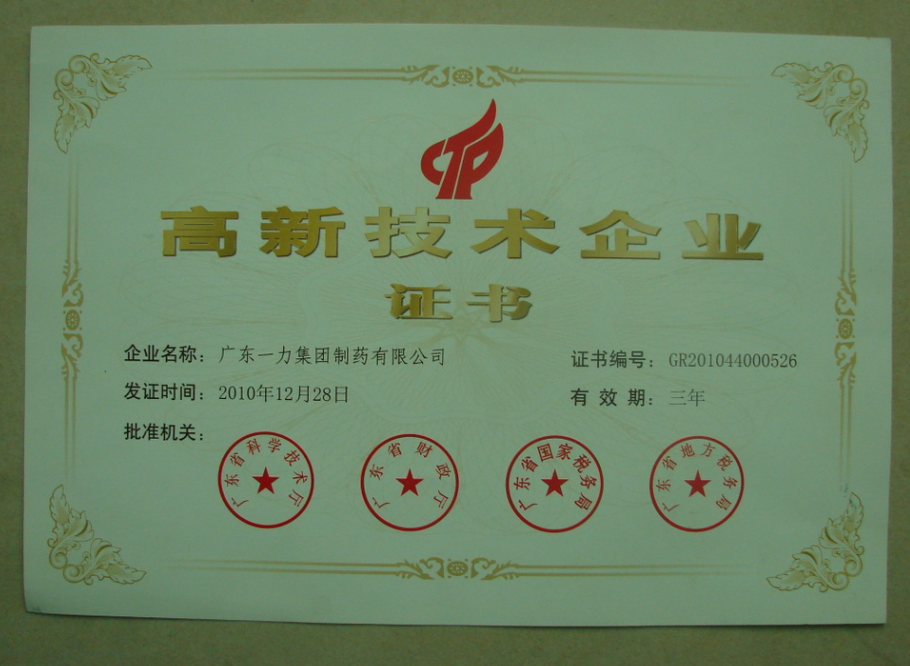 CTP
高新技术企业
证书
企业名称：广东一力集团制药有限公司
证书编号：GR201044000526
发证时间：2010年12月28日
有效期：三年
批准机关：
广东省科学技术厅
广东省财政厅
广东省国家税务局
广东省地方税务局